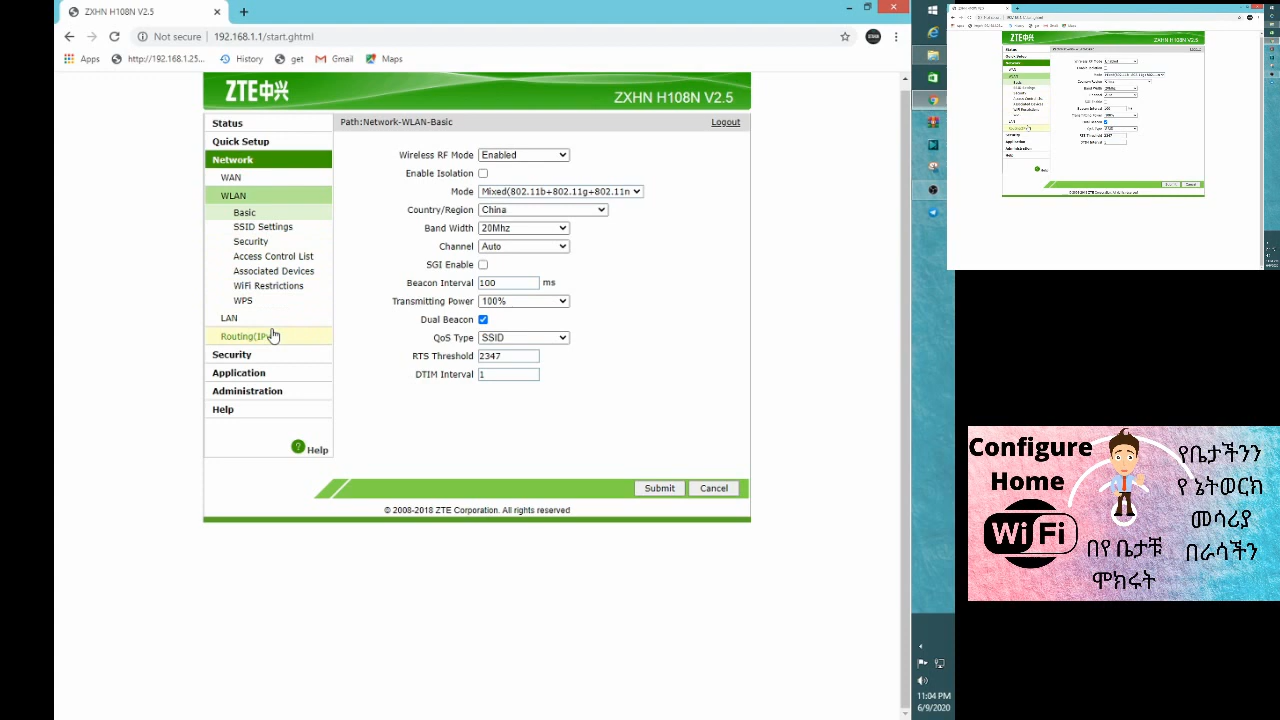 ZXHN H108N V2.5
Not secure 192.168.1.1/start.ghtml
Apps http://192.168.1.25... History get Gmail Maps
ZTE中兴
ZXHN H108N V2.5
Status
Path:Network-WLAN-Basic
Logout
Quick Setup
Network
WAN
WLAN
Basic
SSID Settings
Security
Access Control List
Associated Devices
WiFi Restrictions
WPS
LAN
Routing(IP
Security
Application
Administration
Help
Help
Wireless RF Mode Enabled
Enable Isolation
Mode Mixed(802.11b+802.11g+802.11n
Country/Region China
Band Width 20Mhz
Channel Auto
SGI Enable
Beacon Interval 100 ms
Transmitting Power 100%
Dual Beacon
QoS Type SSID
RTS Threshold 2347
DTIM Interval 1
Submit Cancel
© 2008-2018 ZTE Corporation. All rights reserved
11:04 PM
6/9/2020
Configure
Home
WiFi
የቤታችንን
የ ኔትወርክ
መሳሪያ
በራሳችን
በየ ቤታቹ
ሞክሩት